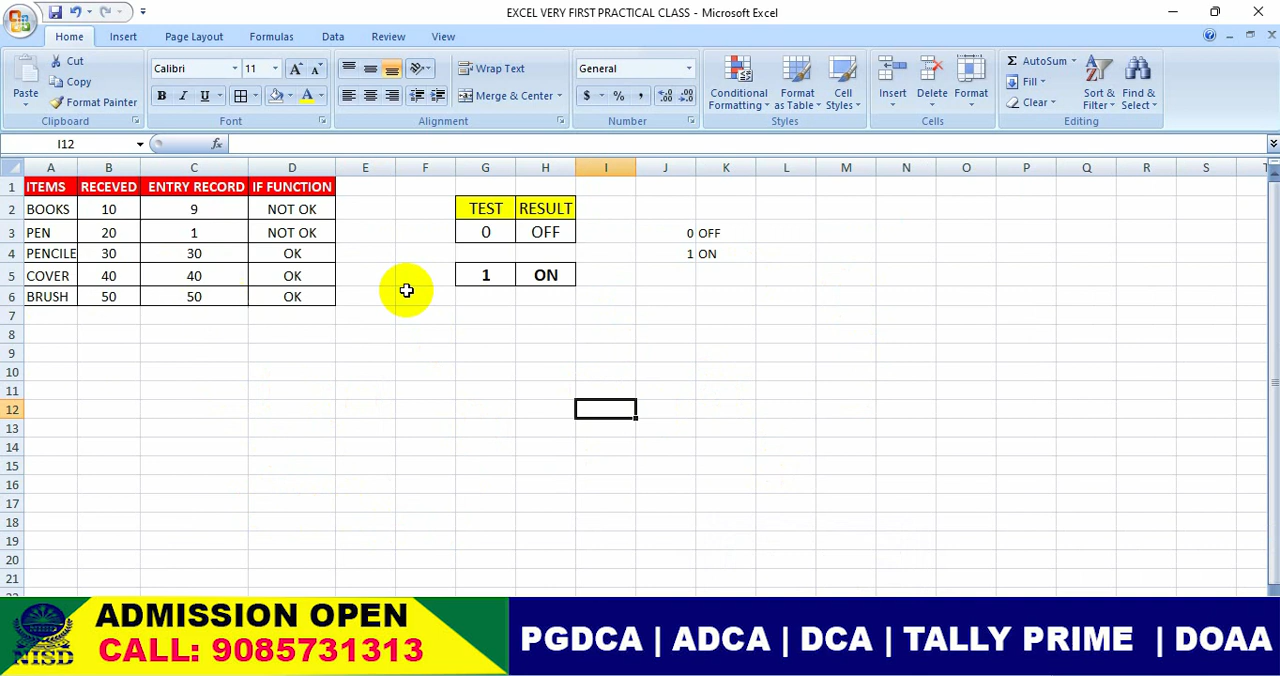 EXCEL VERY FIRST PRACTICAL CLASS - Microsoft Excel
Home Insert Page Layout Formulas Data Review View
Paste
Cut
Copy
Format Painter
Clipboard
Calibri 11
B I U
Font
Wrap Text
Merge & Center
Alignment
General
$ % ,
Number
Conditional Formatting
Format as Table
Cell Styles
Styles
Insert Delete Format
Cells
Σ AutoSum
Fill
Clear
Sort & Filter
Find & Select
Editing
I12 fx
A B C D E F G H I J K L M N O P Q R S T
1 ITEMS RECEVED ENTRY RECORD IF FUNCTION
2 BOOKS 10 9 NOT OK TEST RESULT
3 PEN 20 1 NOT OK 0 OFF 0 OFF
4 PENCILE 30 30 OK 1 ON
5 COVER 40 40 OK 1 ON
6 BRUSH 50 50 OK
7
8
9
10
11
12
13
14
15
16
17
18
19
20
21
NISD
ADMISSION OPEN
CALL: 9085731313
PGDCA | ADCA | DCA | TALLY PRIME | DOAA